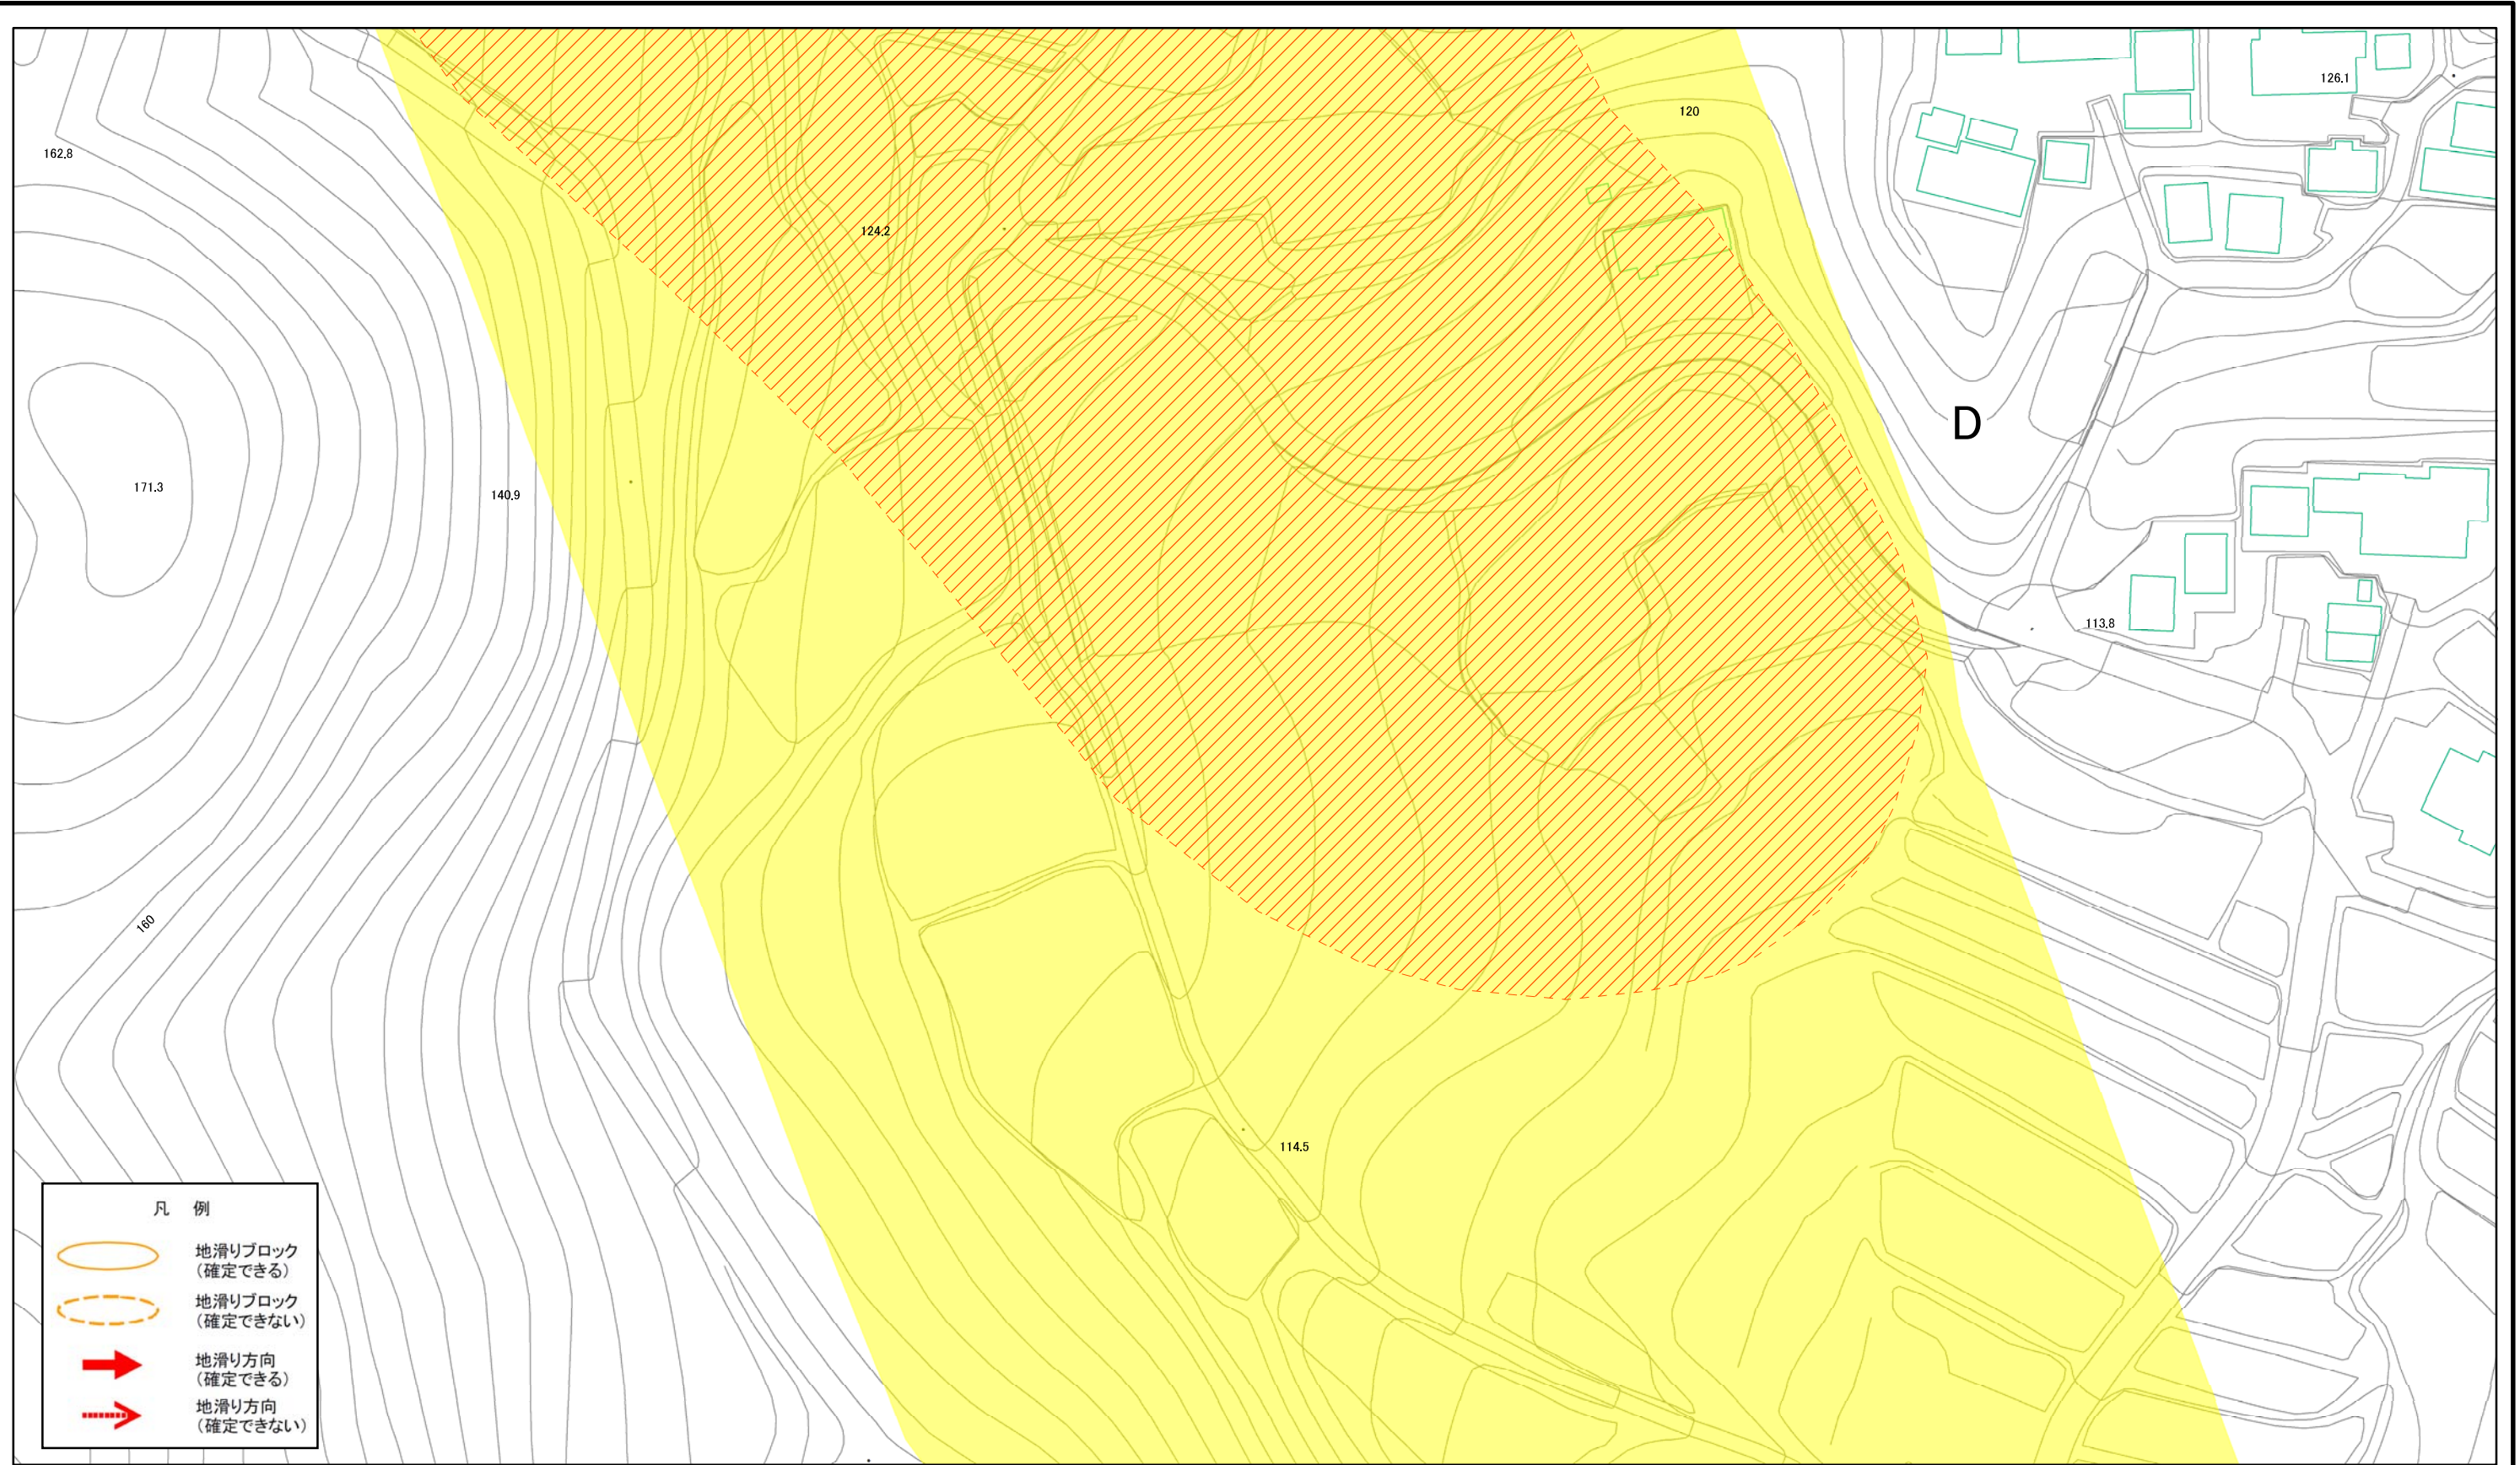 126.1
120
162.8
124.2
D
171.3
140.9
113.8
160
114.5
凡 例
地滑りブロック
（確定できる）
地滑りブロック
（確定できない）
地滑り方向
（確定できる）
地滑り方向
（確定できない）